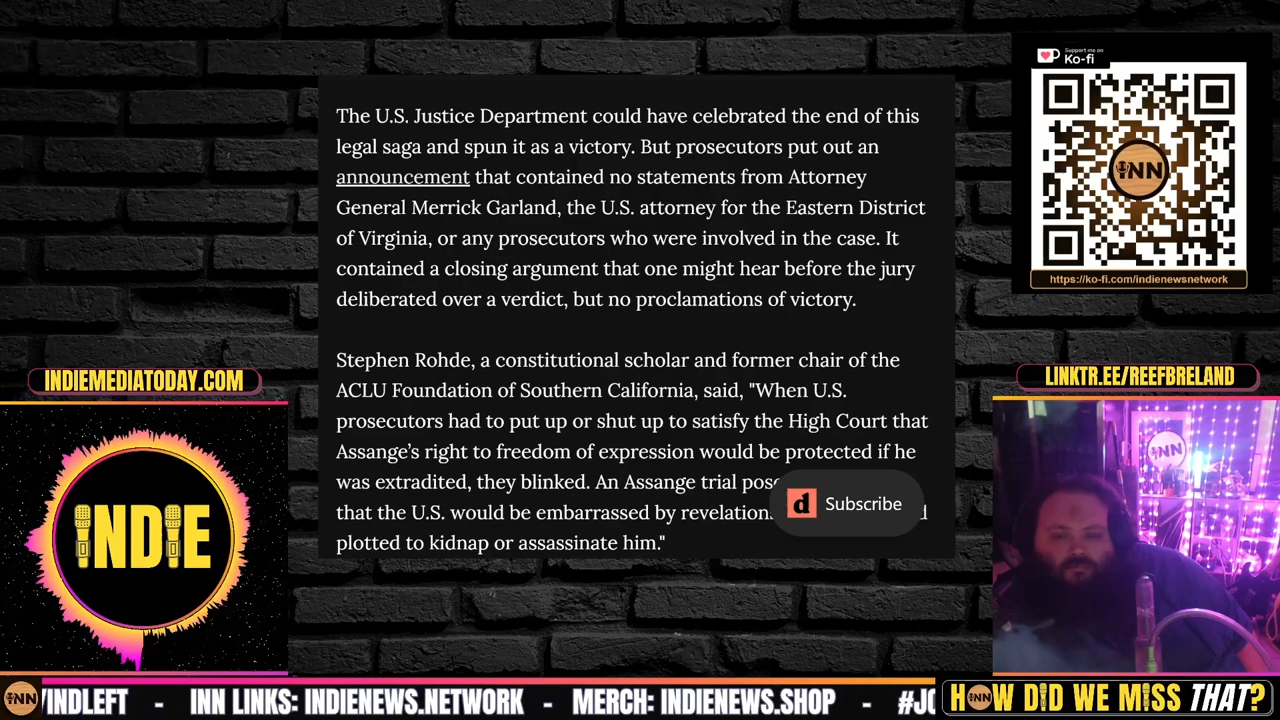 Support me on
Ko-fi
INN
https://ko-fi.com/indienewsnetwork
The U.S. Justice Department could have celebrated the end of this
legal saga and spun it as a victory. But prosecutors put out an
announcement that contained no statements from Attorney
General Merrick Garland, the U.S. attorney for the Eastern District
of Virginia, or any prosecutors who were involved in the case. It
contained a closing argument that one might hear before the jury
deliberated over a verdict, but no proclamations of victory.
Stephen Rohde, a constitutional scholar and former chair of the
ACLU Foundation of Southern California, said, "When U.S.
prosecutors had to put up or shut up to satisfy the High Court that
Assange’s right to freedom of expression would be protected if he
was extradited, they blinked. An Assange trial
that the U.S. would be embarrassed by
plotted to kidnap or assassinate him."
d Subscribe
INDIEMEDIATODAY.COM
INDIE
LINKTR.EE/REEFBRELAND
INN
INN /INDLEFT - INN LINKS: INDIENEWS.NETWORK - MERCH: INDIENEWS.SHOP -
HOW DID WE MISS THAT?
INN